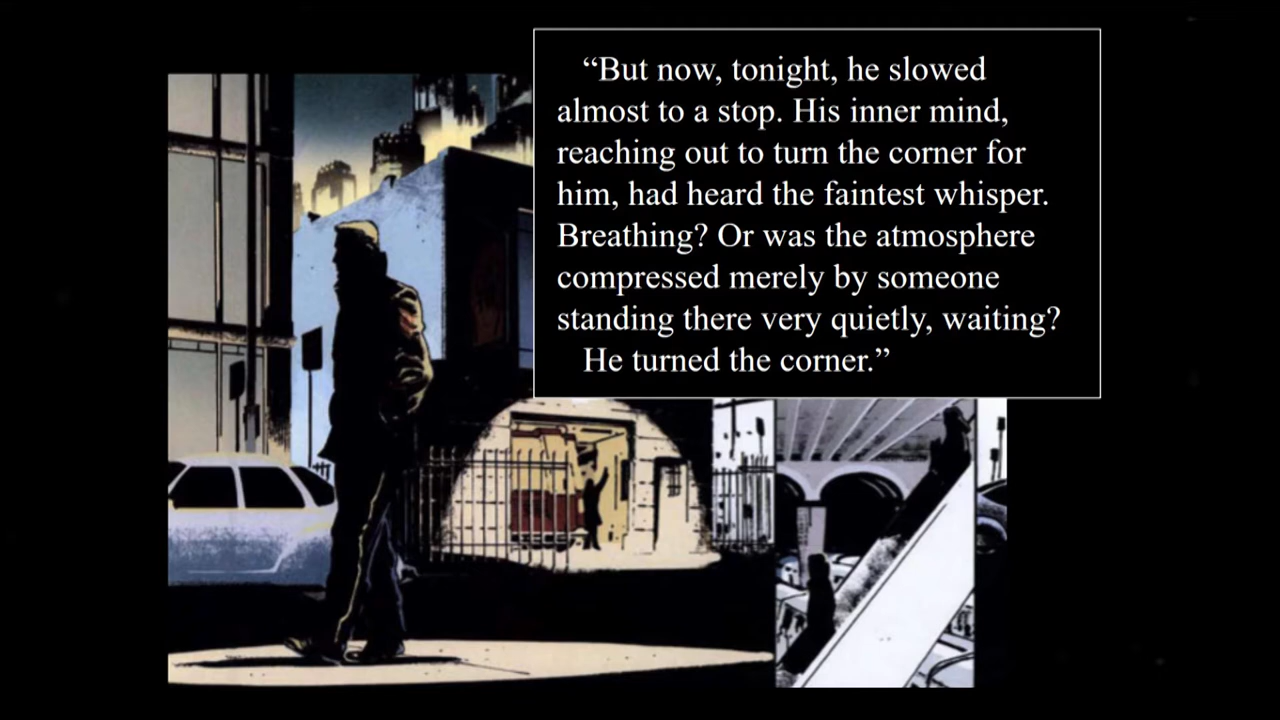 “But now, tonight, he slowed
almost to a stop. His inner mind,
reaching out to turn the corner for
him, had heard the faintest whisper.
Breathing? Or was the atmosphere
compressed merely by someone
standing there very quietly, waiting?
He turned the corner.”